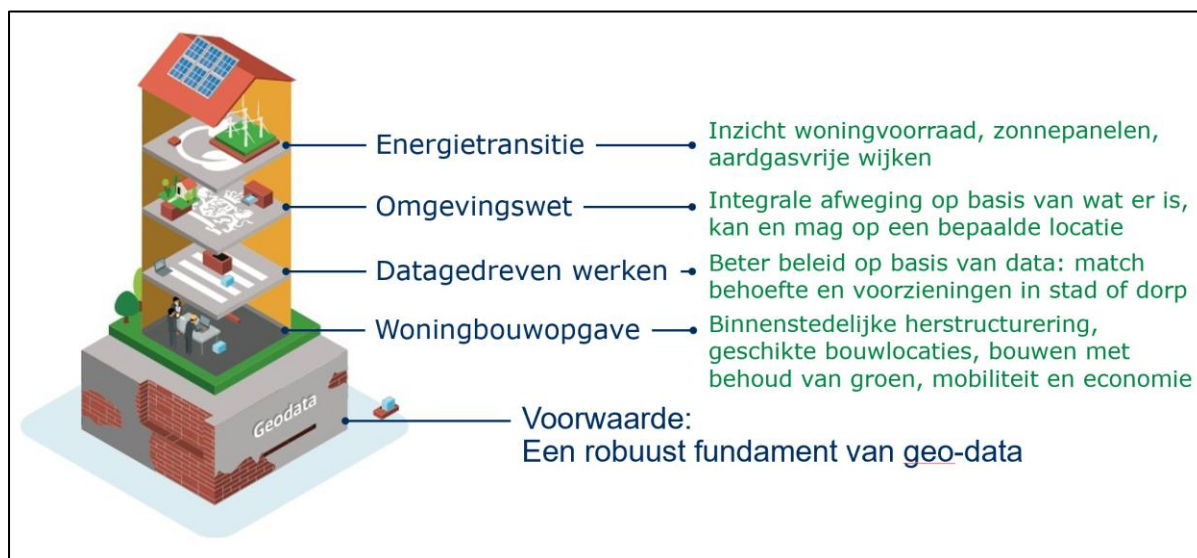 Energietransitie
Inzicht woningvoorraad, zonnepanelen,
aardgasvrije wijken
Omgevingswet
Integrale afweging op basis van wat er is,
kan en mag op een bepaalde locatie
Datagedreven werken
Beter beleid op basis van data: match
behoefte en voorzieningen in stad of dorp
Woningbouwopgave
Binnenstedelijke herstructurering,
geschikte bouwlocaties, bouwen met
behoud van groen, mobiliteit en economie
Geodata
Voorwaarde:
Een robuust fundament van geo-data